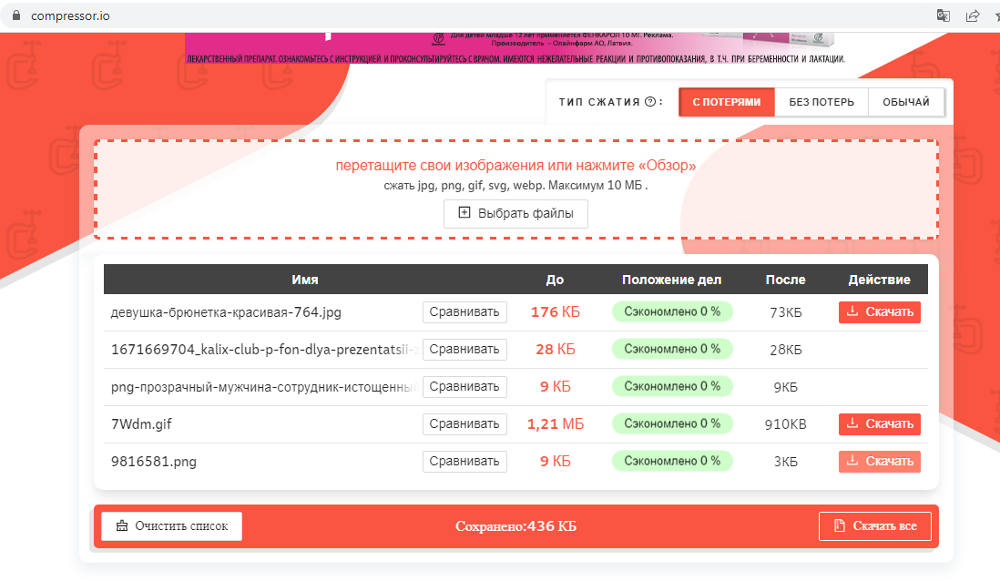 compressor.io
Для детей младше 12 лет применяется ФЕНКАРОЛ 10 МГ. Реклама.
Производитель – Олайнфарм АО, Латвия.
ЛЕКАРСТВЕННЫЙ ПРЕПАРАТ. ОЗНАКОМЬТЕСЬ С ИНСТРУКЦИЕЙ И ПРОКОНСУЛЬТИРУЙТЕСЬ С ВРАЧОМ. ИМЕЮТСЯ НЕЖЕЛАТЕЛЬНЫЕ РЕАКЦИИ И ПРОТИВОПОКАЗАНИЯ, В Т.Ч. ПРИ БЕРЕМЕННОСТИ И ЛАКТАЦИИ.
ТИП СЖАТИЯ ? : С ПОТЕРЯМИ БЕЗ ПОТЕРЬ ОБЫЧАЙ
перетащите свои изображения или нажмите «Обзор»
сжать jpg, png, gif, svg, webp. Максимум 10 МБ .
Выбрать файлы
Имя До Положение дел После Действие
девушка-брюнетка-красивая-764.jpg Сравнивать 176 КБ Сэкономлено 0 % 73КБ Скачать
1671669704_kalix-club-p-fon-dlya-prezentatsii-z Сравнивать 28 КБ Сэкономлено 0 % 28КБ
png-прозрачный-мужчина-сотрудник-истощенный Сравнивать 9 КБ Сэкономлено 0 % 9КБ
7Wdm.gif Сравнивать 1,21 МБ Сэкономлено 0 % 910KB Скачать
9816581.png Сравнивать 9 КБ Сэкономлено 0 % 3КБ Скачать
Очистить список Сохранено:436 КБ Скачать все